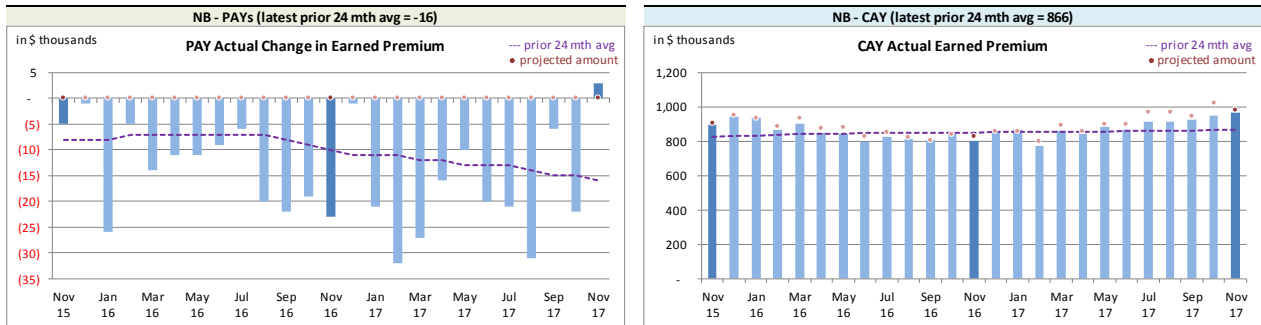 NB - PAYs (latest prior 24 mth avg = -16)
in $ thousands
PAY Actual Change in Earned Premium
--- prior 24 mth avg
• projected amount
5
-
(5)
(10)
(15)
(20)
(25)
(30)
(35)
Nov Jan Mar May Jul Sep Nov Jan Mar May Jul Sep Nov
15 16 16 16 16 16 16 17 17 17 17 17 17
NB - CAY (latest prior 24 mth avg = 866)
in $ thousands
CAY Actual Earned Premium
--- prior 24 mth avg
• projected amount
1,200
1,000
800
600
400
200
-
Nov Jan Mar May Jul Sep Nov Jan Mar May Jul Sep Nov
15 16 16 16 16 16 16 17 17 17 17 17 17